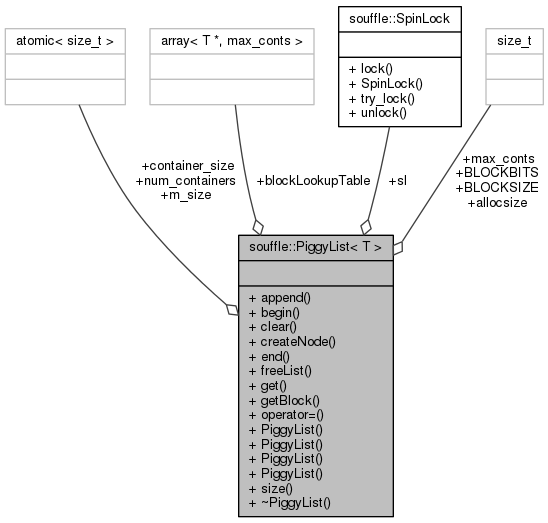 atomic< size_t >
array< T *, max_conts >
souffle::SpinLock
+ lock()
+ SpinLock()
+ try_lock()
+ unlock()
size_t
+container_size
+num_containers
+m_size
+blockLookupTable
+sl
+max_conts
+BLOCKBITS
+BLOCKSIZE
+allocsize
souffle::PiggyList< T >
+ append()
+ begin()
+ clear()
+ createNode()
+ end()
+ freeList()
+ get()
+ getBlock()
+ operator=()
+ PiggyList()
+ PiggyList()
+ PiggyList()
+ PiggyList()
+ size()
+ ~PiggyList()